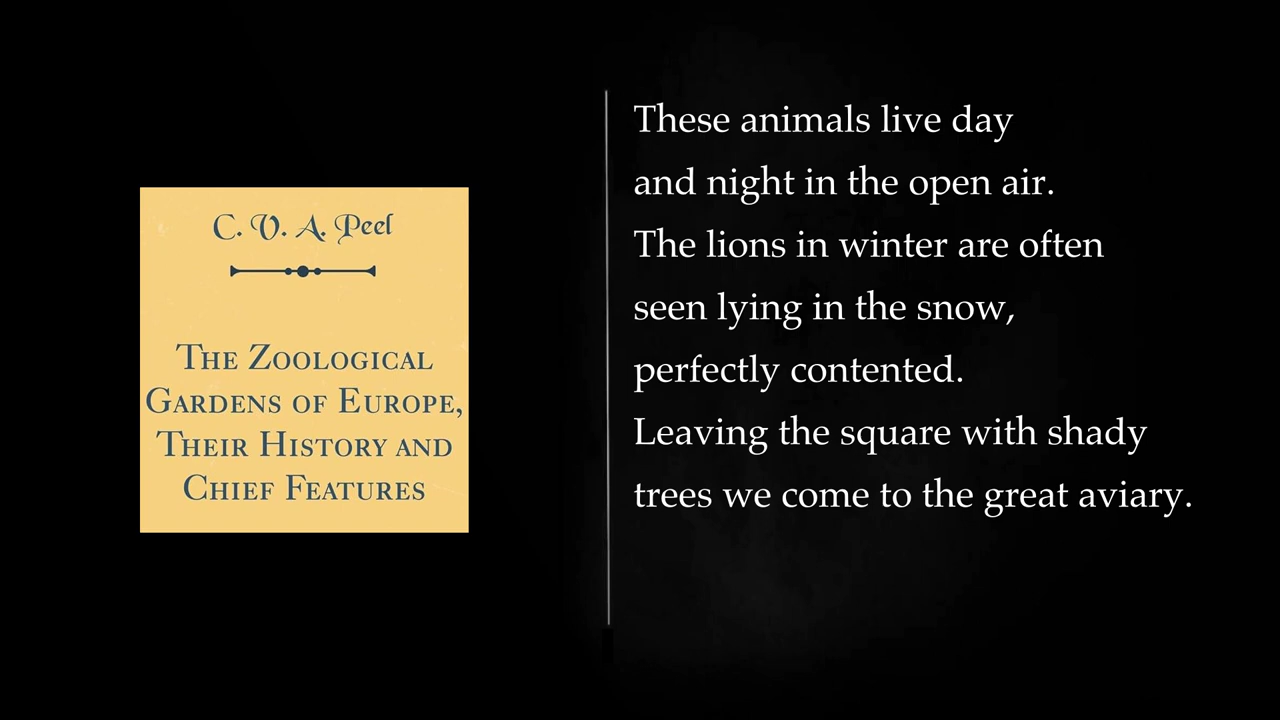 C. V. A. Peel
The Zoological
Gardens of Europe,
Their History and
Chief Features
These animals live day
and night in the open air.
The lions in winter are often
seen lying in the snow,
perfectly contented.
Leaving the square with shady
trees we come to the great aviary.